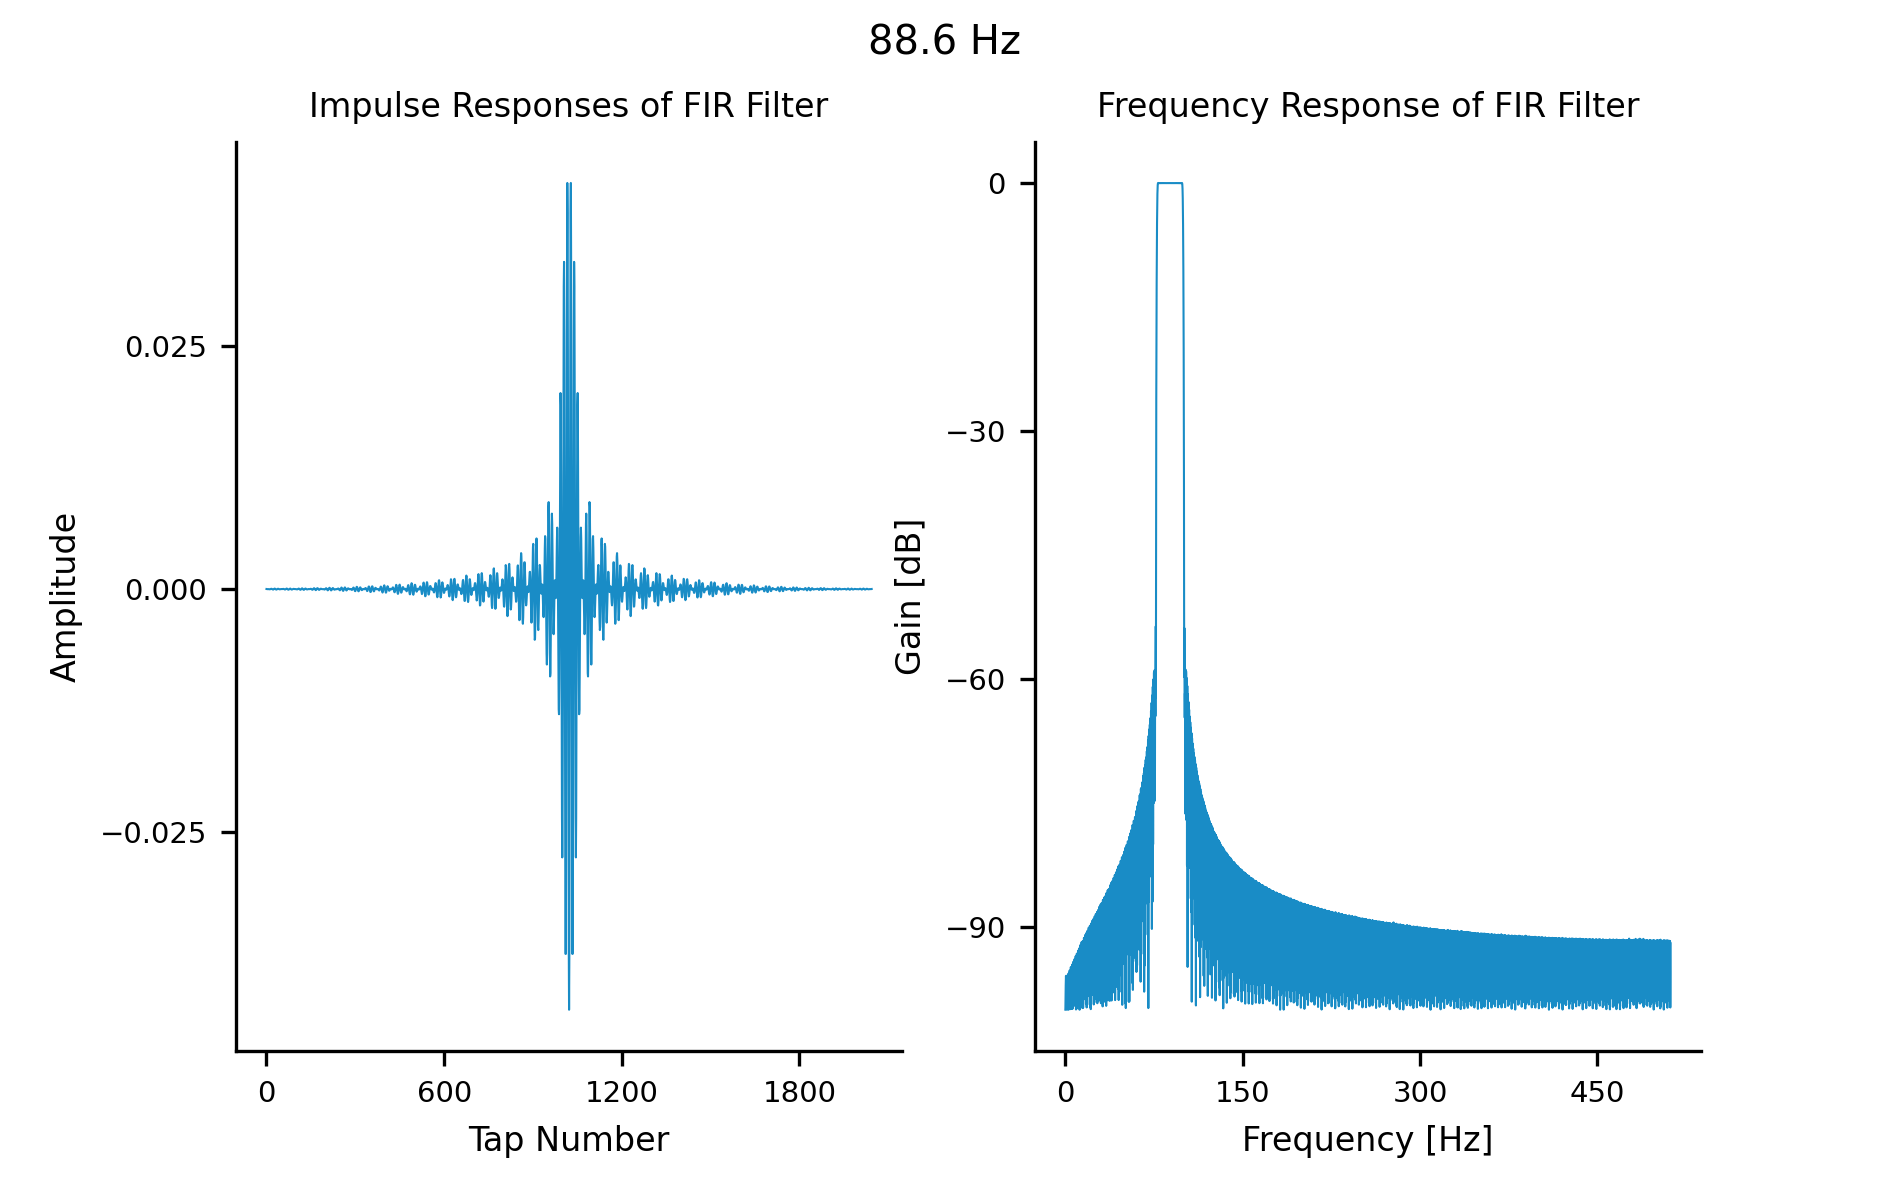 88.6 Hz
Impulse Responses of FIR Filter
Amplitude
0.025
0.000
−0.025
0 600 1200 1800
Tap Number
Frequency Response of FIR Filter
Gain [dB]
0
−30
−60
−90
0 150 300 450
Frequency [Hz]